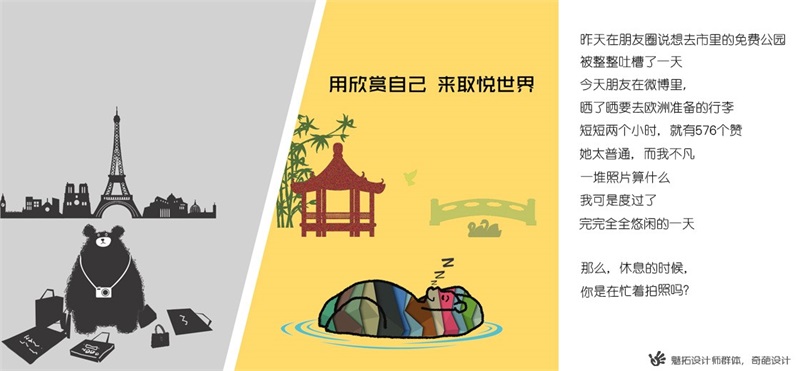 用欣赏自己 来取悦世界
昨天在朋友圈说想去市里的免费公园
被整整吐槽了一天
今天朋友在微博里,
晒了晒要去欧洲准备的行李
短短两个小时，就有576个赞
她太普通，而我不凡
一堆照片算什么
我可是度过了
完完全全悠闲的一天
那么，休息的时候,
你是在忙着拍照吗?
魅拓设计师群体，奇葩设计